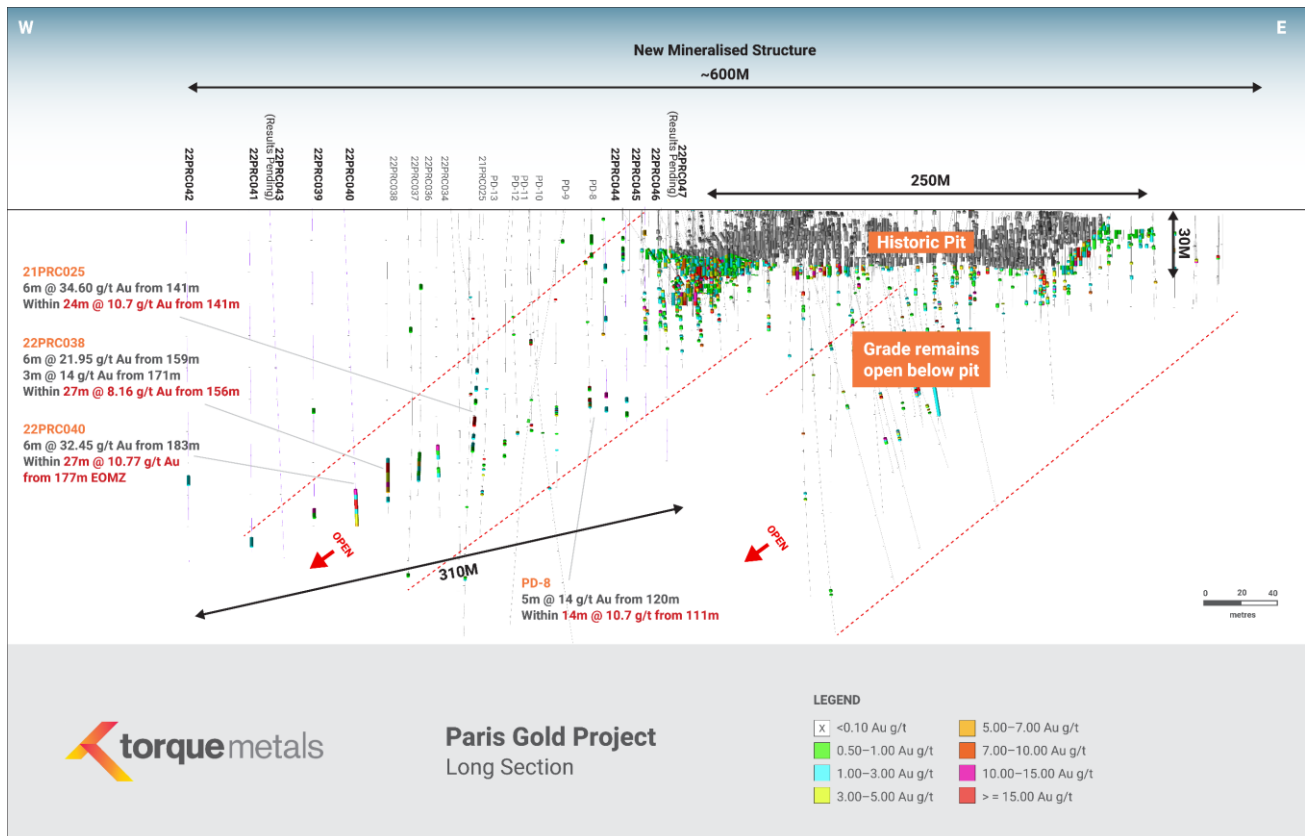 W
E
New Mineralised Structure
~600M
22PRC042
22PRC041
(Results Pending)
22PRC043
22PRC039
22PRC040
22PRC038
22PRC037
22PRC036
22PRC034
21PRC025
PD-13
PD-12
PD-11
PD-10
PD-9
PD-8
22PRC044
22PRC045
22PRC046
(Results Pending)
22PRC047
250M
30M
Historic Pit
Grade remains
open below pit
21PRC025
6m @ 34.60 g/t Au from 141m
Within 24m @ 10.7 g/t Au from 141m
22PRC038
6m @ 21.95 g/t Au from 159m
3m @ 14 g/t Au from 171m
Within 27m @ 8.16 g/t Au from 156m
22PRC040
6m @ 32.45 g/t Au from 183m
Within 27m @ 10.77 g/t Au
from 177m EOMZ
OPEN
310M
OPEN
PD-8
5m @ 14 g/t Au from 120m
Within 14m @ 10.7 g/t from 111m
0 20 40
metres
torque metals
Paris Gold Project
Long Section
LEGEND
X <0.10 Au g/t
0.50–1.00 Au g/t
1.00–3.00 Au g/t
3.00–5.00 Au g/t
5.00–7.00 Au g/t
7.00–10.00 Au g/t
10.00–15.00 Au g/t
> = 15.00 Au g/t